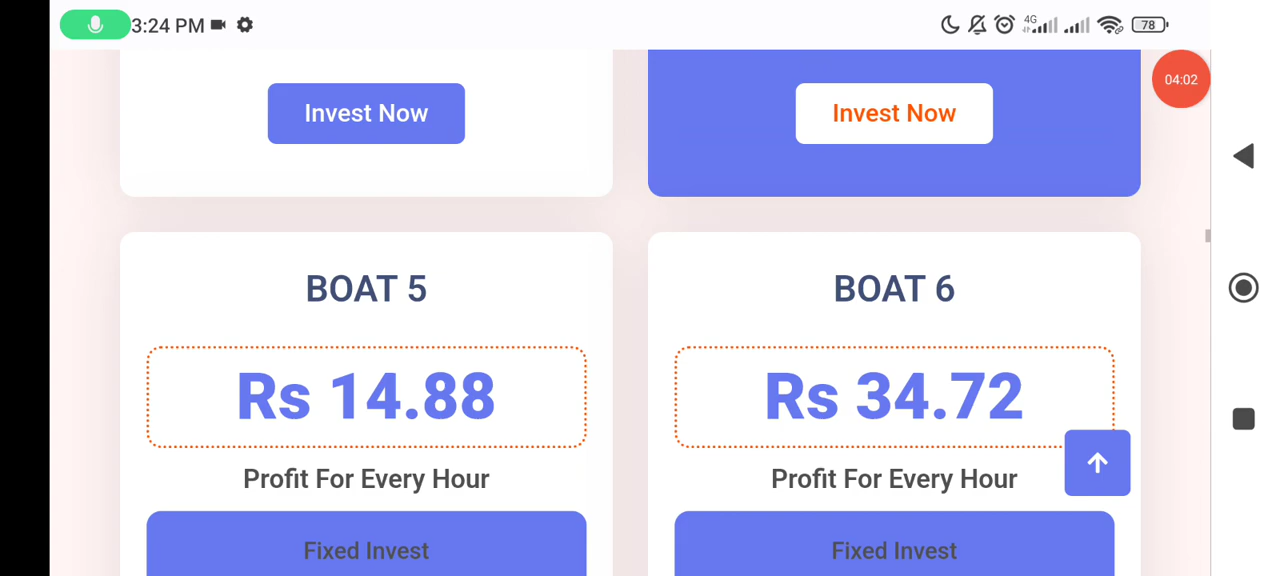 3:24 PM
4G
78
04:02
Invest Now
Invest Now
BOAT 5
BOAT 6
Rs 14.88
Rs 34.72
Profit For Every Hour
Profit For Every Hour
Fixed Invest
Fixed Invest